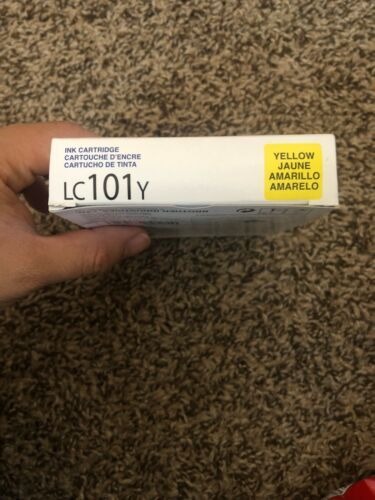 INK CARTRIDGE
CARTOUCHE D'ENCRE
CARTUCHO DE TINTA
LC101Y
YELLOW
JAUNE
AMARILLO
AMARELO